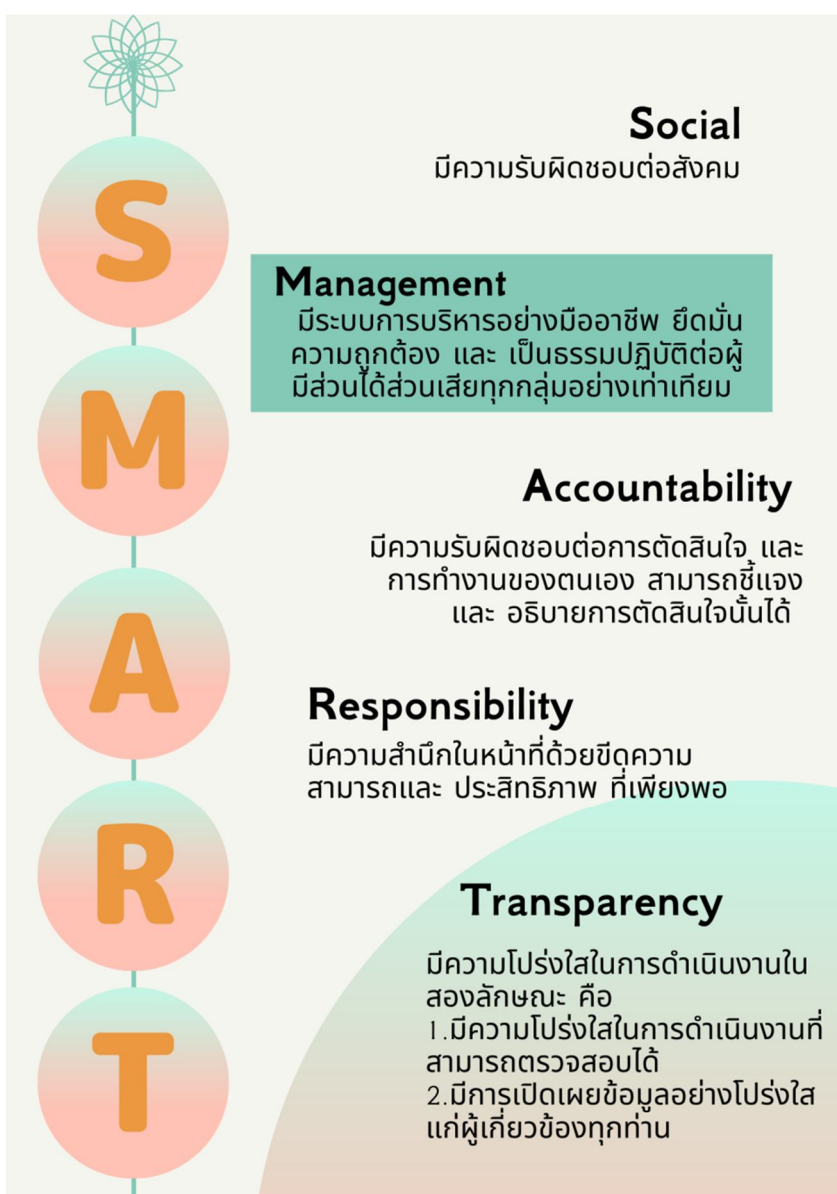 S
Social
มีความรับผิดชอบต่อสังคม
M
Management
มีระบบการบริหารอย่างมืออาชีพ ยึดมั่น
ความถูกต้อง และ เป็นธรรมปฏิบัติต่อผู้
มีส่วนได้ส่วนเสียทุกกลุ่มอย่างเท่าเทียม
A
Accountability
มีความรับผิดชอบต่อการตัดสินใจ และ
การทำงานของตนเอง สามารถชี้แจง
และ อธิบายการตัดสินใจนั้นได้
R
Responsibility
มีความสำนึกในหน้าที่ด้วยขีดความ
สามารถและ ประสิทธิภาพ ที่เพียงพอ
T
Transparency
มีความโปร่งใสในการดำเนินงานใน
สองลักษณะ คือ
1.มีความโปร่งใสในการดำเนินงานที่
สามารถตรวจสอบได้
2.มีการเปิดเผยข้อมูลอย่างโปร่งใส
แก่ผู้เกี่ยวข้องทุกท่าน